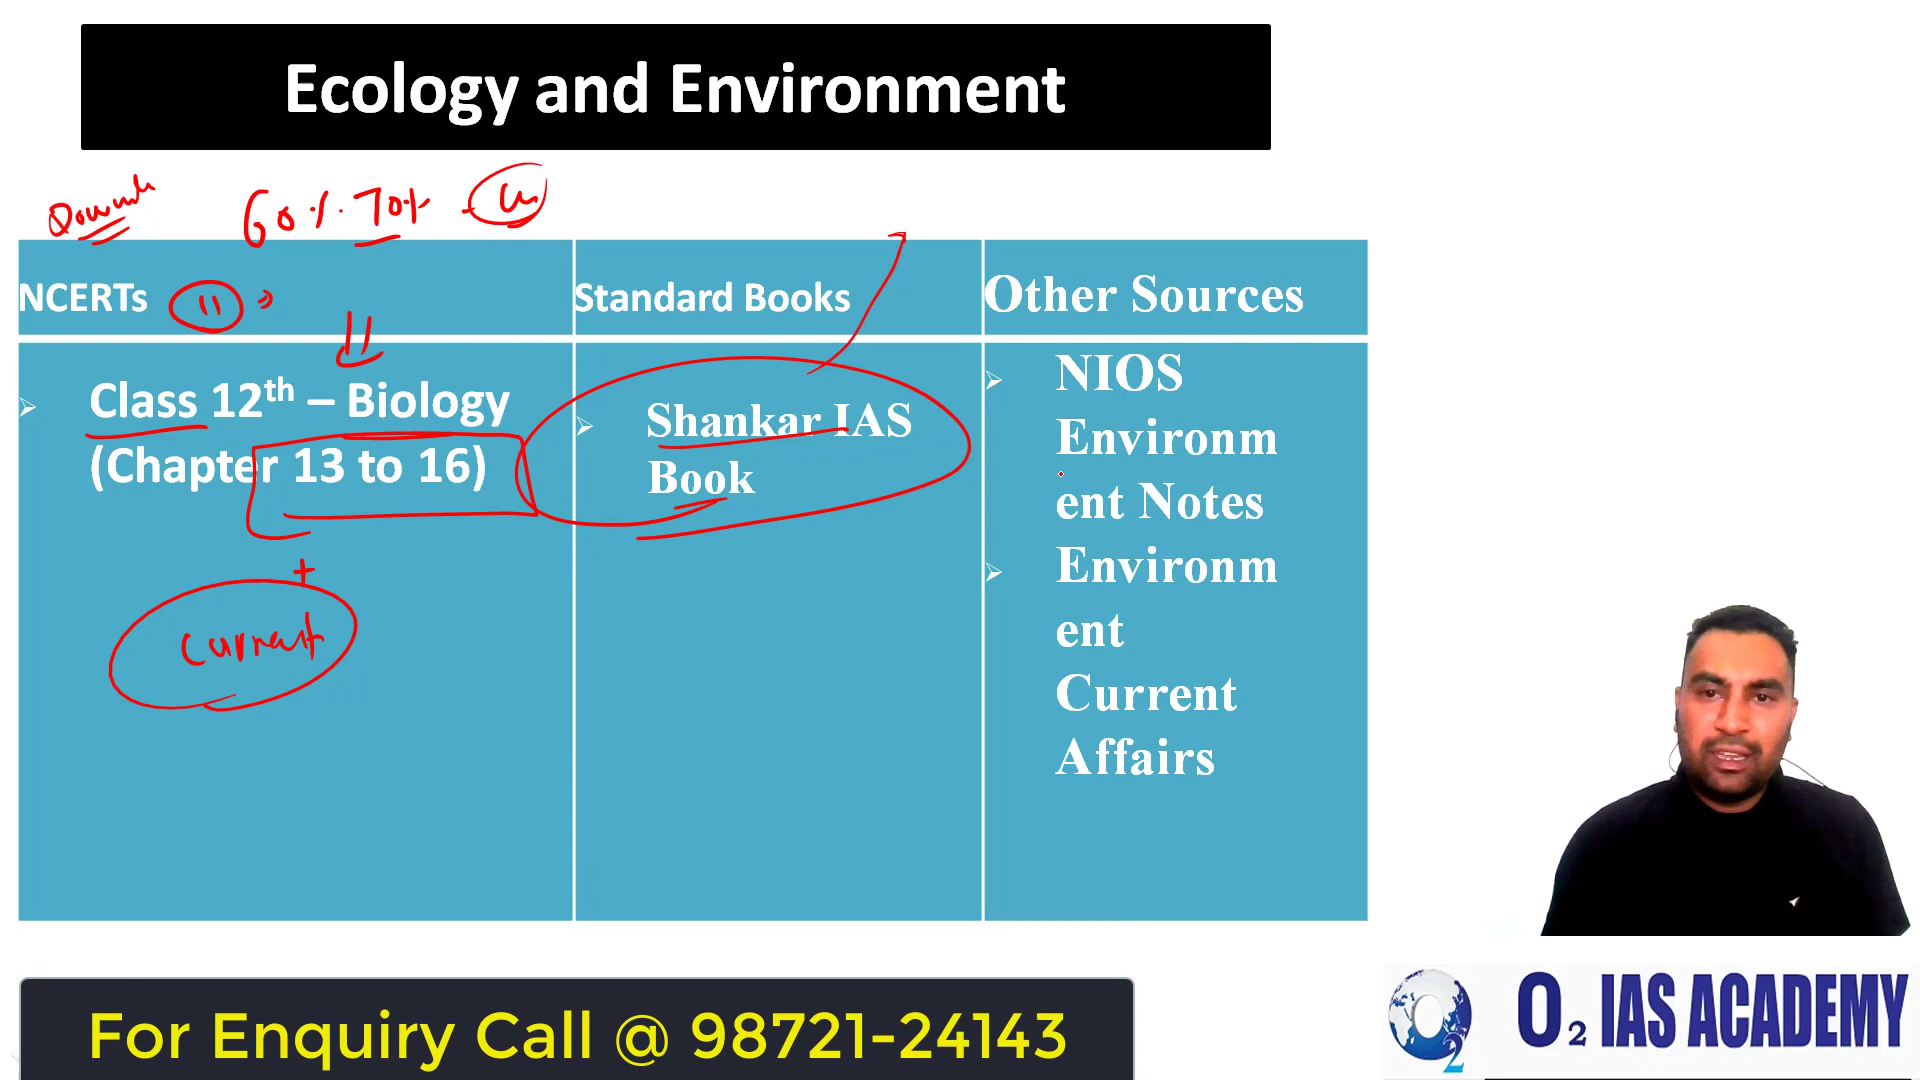 Ecology and Environment
60% 70%
NCERTs
Standard Books
Other Sources
Class 12th – Biology
(Chapter 13 to 16)
+
Current
Shankar IAS
Book
NIOS
Environm
ent Notes
Environm
ent
Current
Affairs
For Enquiry Call @ 98721-24143
O2 IAS ACADEMY